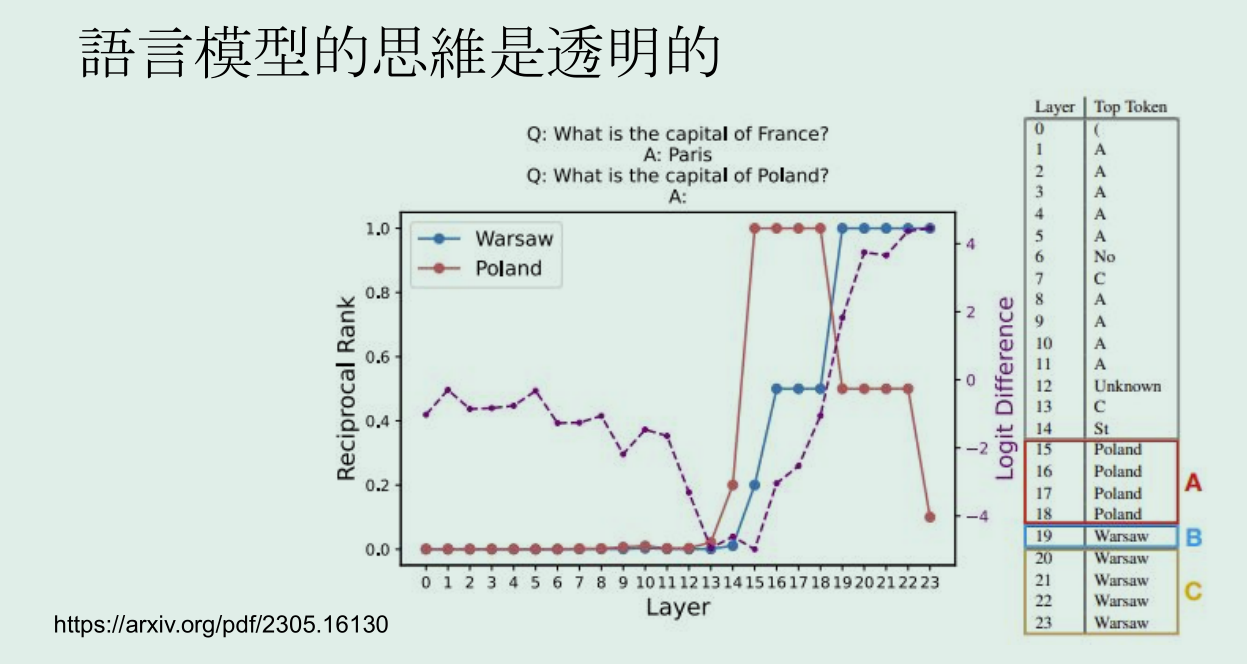 語言模型的思維是透明的
Q: What is the capital of France?
A: Paris
Q: What is the capital of Poland?
A:
Warsaw
Poland
Reciprocal Rank
1.0
0.8
0.6
0.4
0.2
0.0
4
2
0
−2
−4
Logit Difference
0 1 2 3 4 5 6 7 8 9 10 11 12 13 14 15 16 17 18 19 20 21 22 23
Layer
Layer Top Token
0 (
1 A
2 A
3 A
4 A
5 A
6 No
7 C
8 A
9 A
10 A
11 A
12 Unknown
13 C
14 St
15 Poland
16 Poland
17 Poland
18 Poland
A
19 Warsaw
B
20 Warsaw
21 Warsaw
22 Warsaw
23 Warsaw
C
https://arxiv.org/pdf/2305.16130